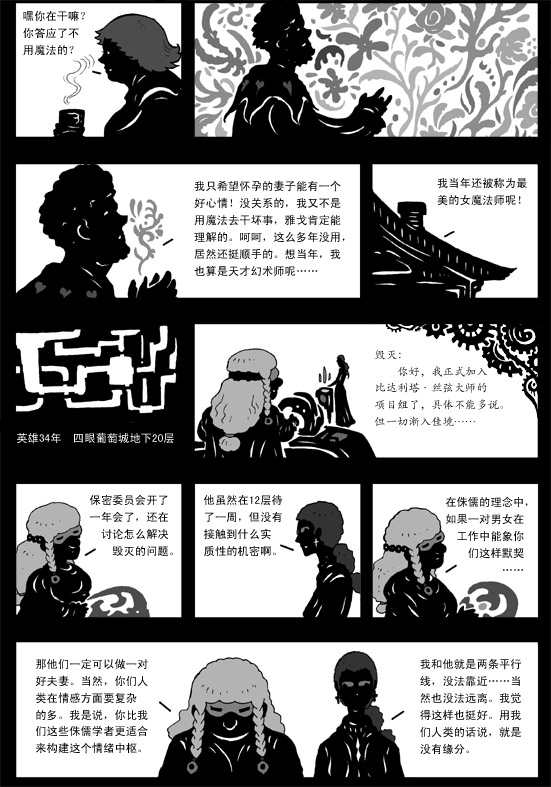 嘿你在干嘛？
你答应了不
用魔法的？
我只希望怀孕的妻子能有一个
好心情！没关系的，我又不是
用魔法去干坏事，雅戈肯定能
理解的。呵呵，这么多年没用，
居然还挺顺手的。想当年，我
也算是天才幻术师呢……
我当年还被称为最
美的女魔法师呢！
英雄34年 四眼葡萄城地下20层
毁灭：
你好，我正式加入
比达利塔·丝弦大师的
项目组了，具体不能多说。
但一切渐入佳境……
保密委员会开了
一年会了，还在
讨论怎么解决
毁灭的问题。
他虽然在12层待
了一周，但没有
接触到什么实
质性的机密啊。
在侏儒的理念中，
如果一对男女在
工作中能象你
们这样默契
……
那他们一定可以做一对
好夫妻。当然，你们人
类在情感方面要复杂
的多。我是说，你比我
们这些侏儒学者更适合
来构建这个情绪中枢。
我和他就是两条平行
线，没法靠近……当
然也没法远离。我觉
得这样也挺好。用我
们人类的话说，就是
没有缘分。